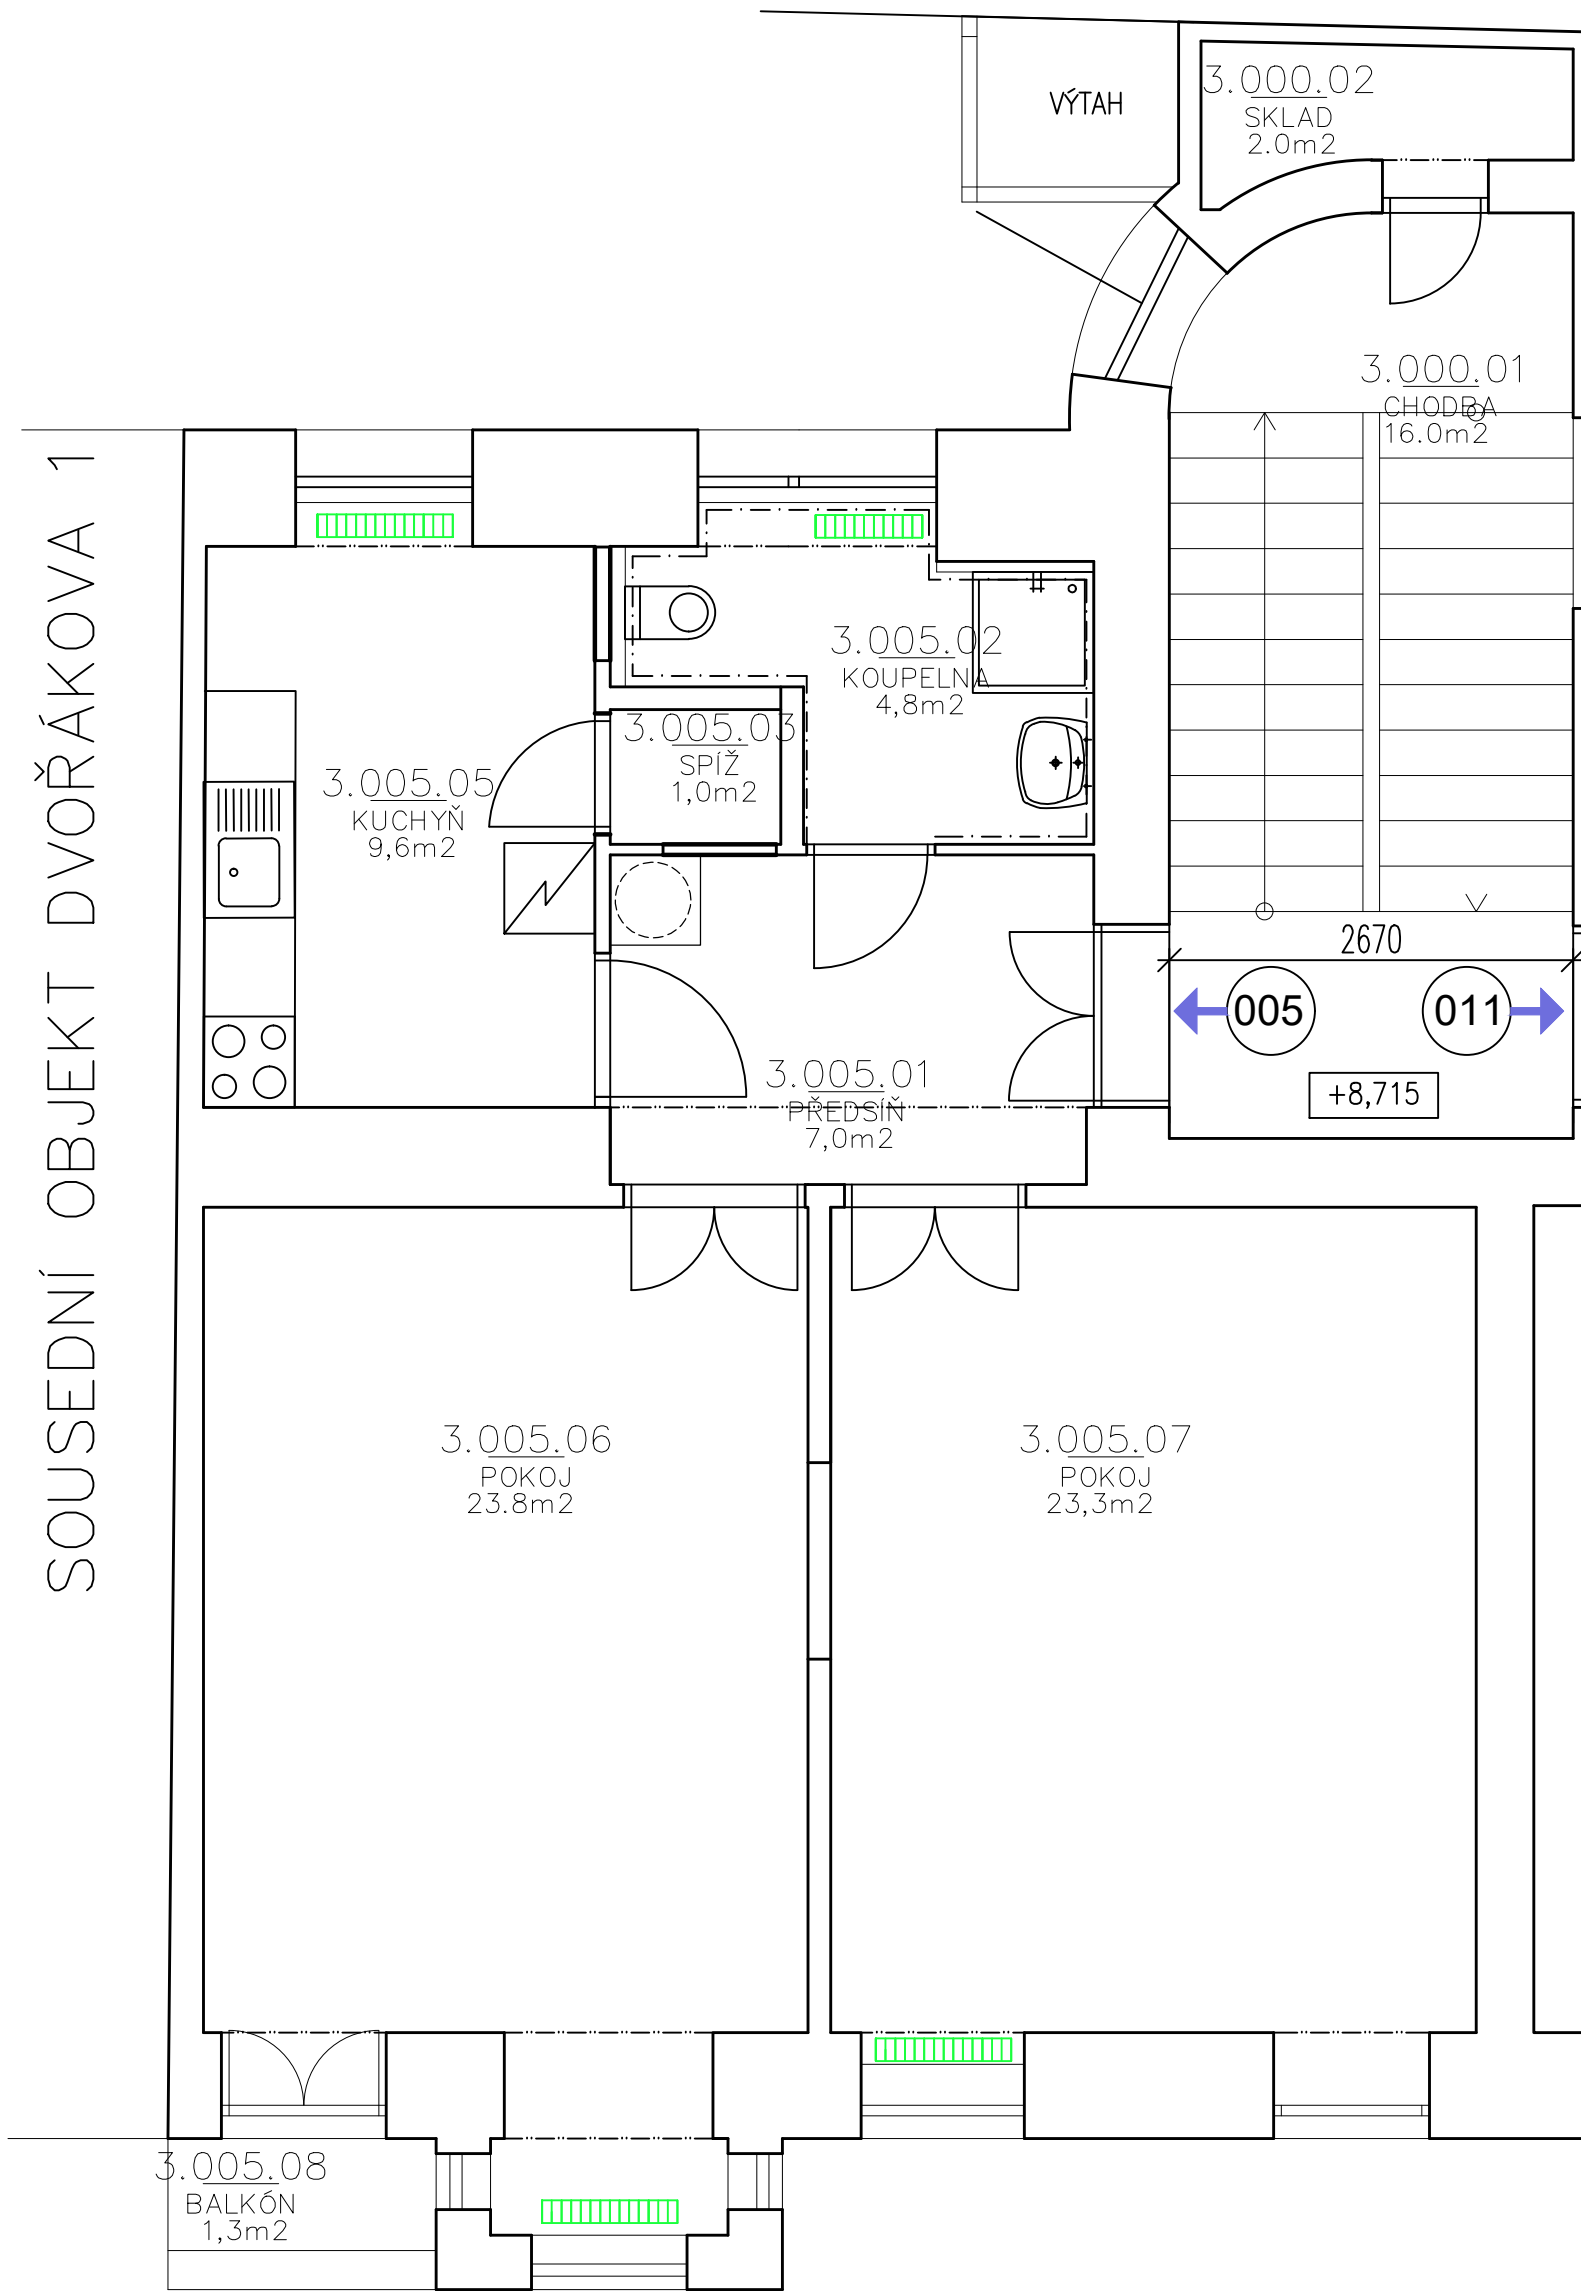 VÝTAH
3.000.02
SKLAD
2.0m2
3.000.01
CHODBA
16.0m2
SOUSEDNÍ OBJEKT DVOŘÁKOVA 1
3.005.02
KOUPELNA
4,8m2
3.005.03
SPÍŽ
1,0m2
3.005.05
KUCHYŇ
9,6m2
2670
005
011
+8,715
3.005.01
PŘEDSÍŇ
7,0m2
3.005.06
POKOJ
23.8m2
3.005.07
POKOJ
23,3m2
3.005.08
BALKÓN
1,3m2